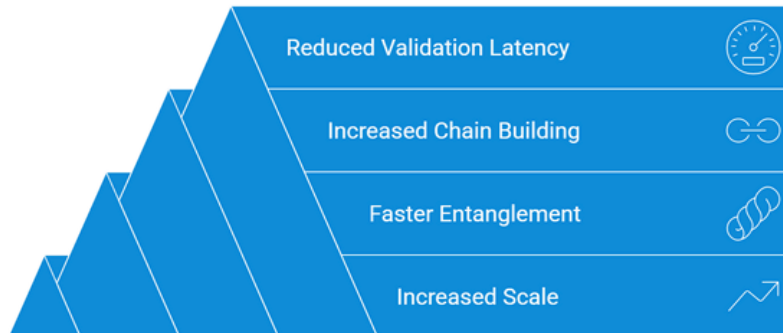 Reduced Validation Latency
Increased Chain Building
Faster Entanglement
Increased Scale